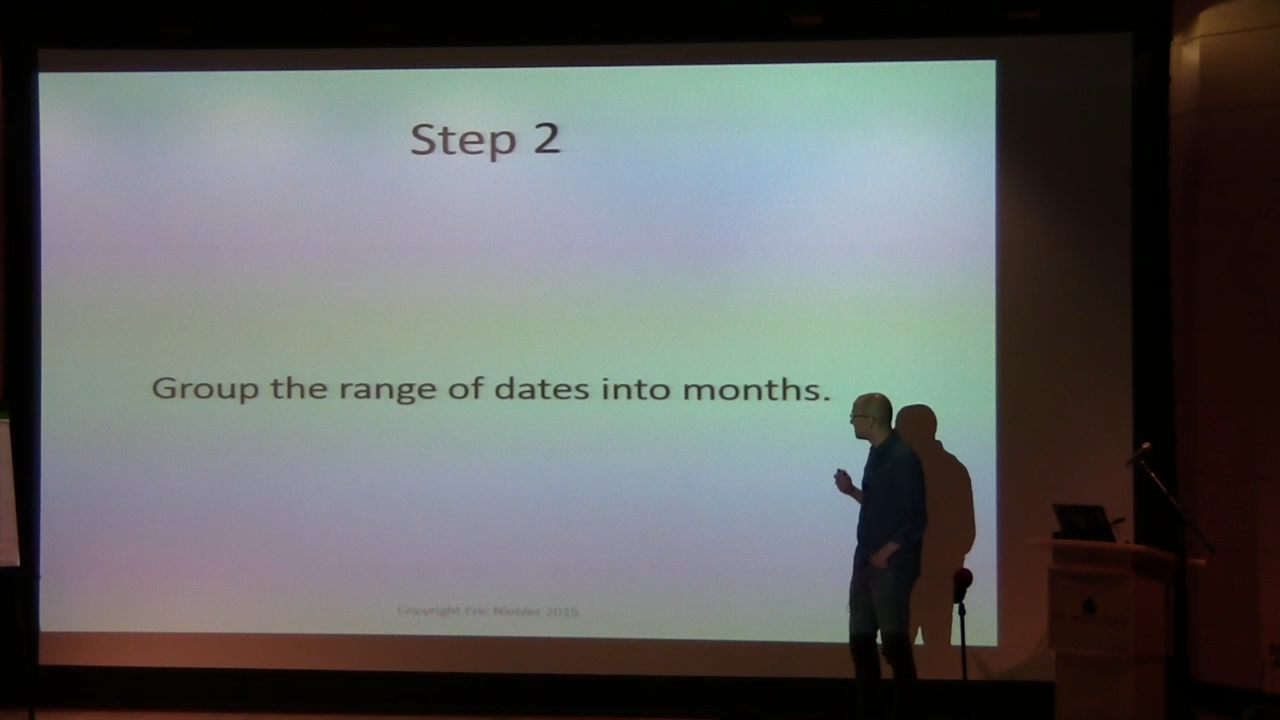 Step 2
Group the range of dates into months.
Copyright Eric Niebler 2015